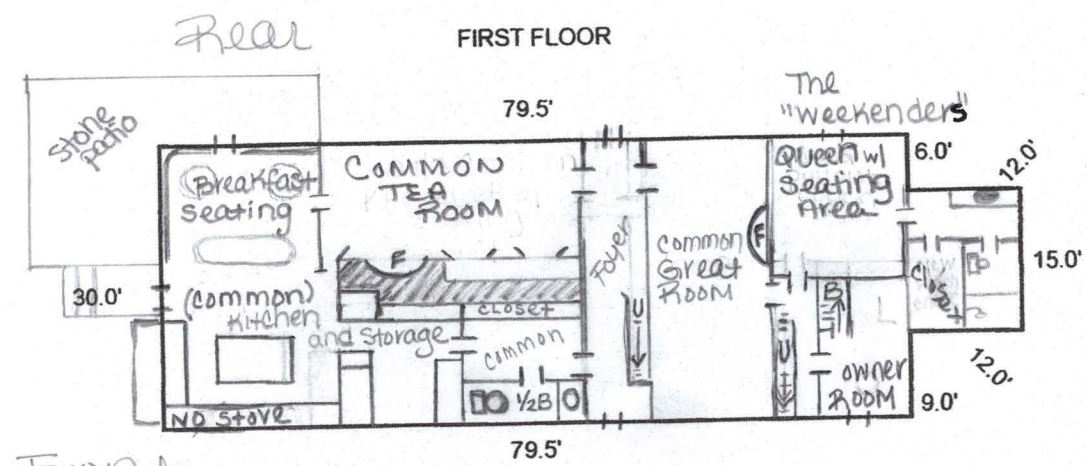 Rear
FIRST FLOOR
Stone
patio
79.5'
The
"Weekenders"
6.0'
12.0'
Breakfast
Seating
COMMON
TEA
ROOM
Queen w/
Seating
Area
F
F
Foyer
Common
Great
ROOM
15.0'
30.0'
(common)
Kitchen
and Storage
CLOSET
common
U
U
B
L
Closet
12.0'
owner
ROOM
9.0'
NO STOVE
1/2B
79.5'